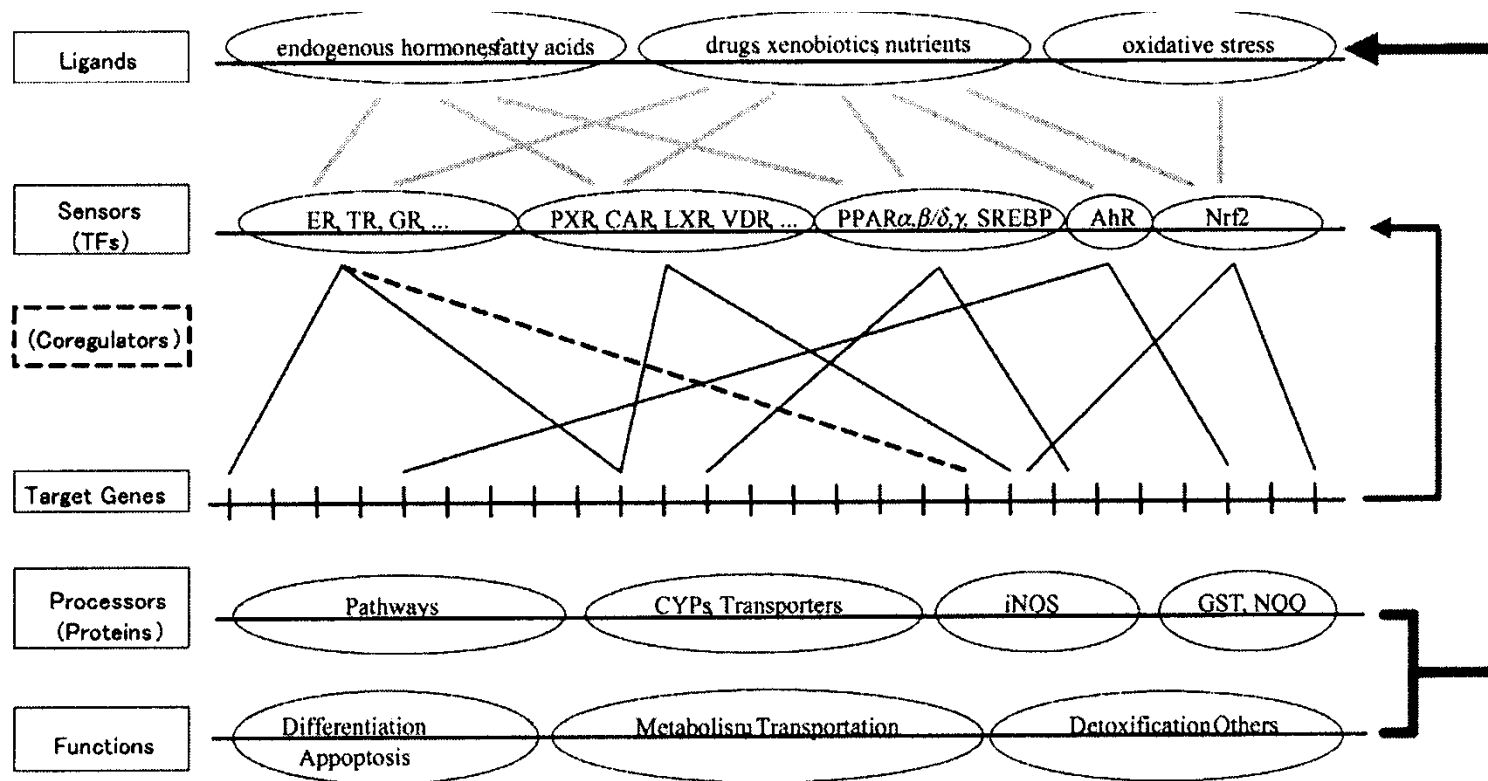 Ligands
endogenous hormones,fatty acids
drugs xenobiotics nutrients
oxidative stress
Sensors
(TFs)
ER, TR, GR, ...
PXR, CAR, LXR, VDR, ...
PPARα,β/δ,γ, SREBP
AhR
Nrf2
(Coregulators)
Target Genes
Processors
(Proteins)
Pathways
CYPs, Transporters
iNOS
GST, NQO
Functions
Differentiation
Appoptosis
Metabolism Transportation
Detoxification Others